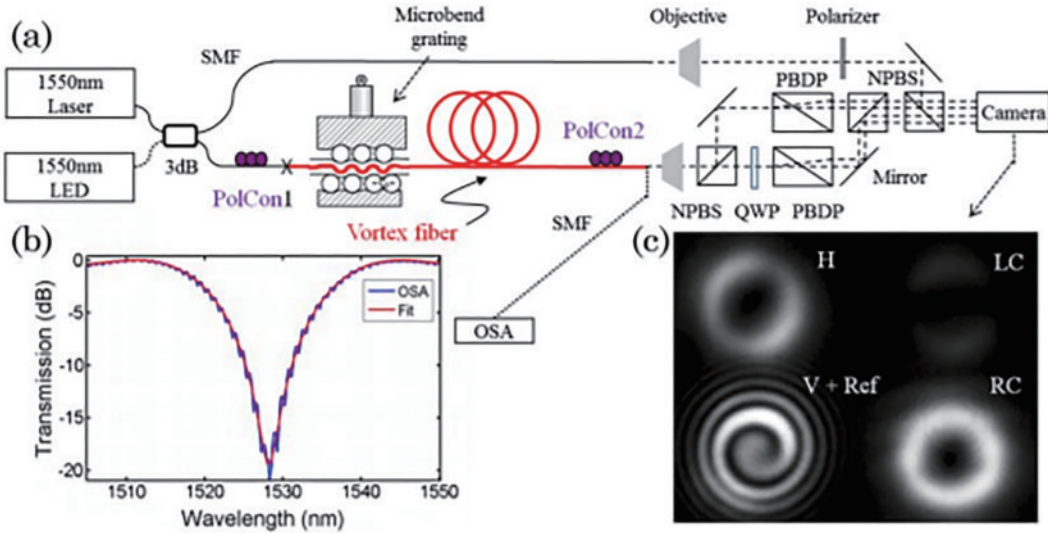 (a)
Microbend
grating
Objective
Polarizer
SMF
1550nm
Laser
PBDP
NPBS
Camera
1550nm
LED
3dB
PolCon1
PolCon2
Mirror
NPBS
QWP
PBDP
Vortex fiber
SMF
OSA
(b)
Transmission (dB)
0
-5
-10
-15
-20
OSA
Fit
1510
1520
1530
1540
1550
Wavelength (nm)
(c)
H
LC
V + Ref
RC